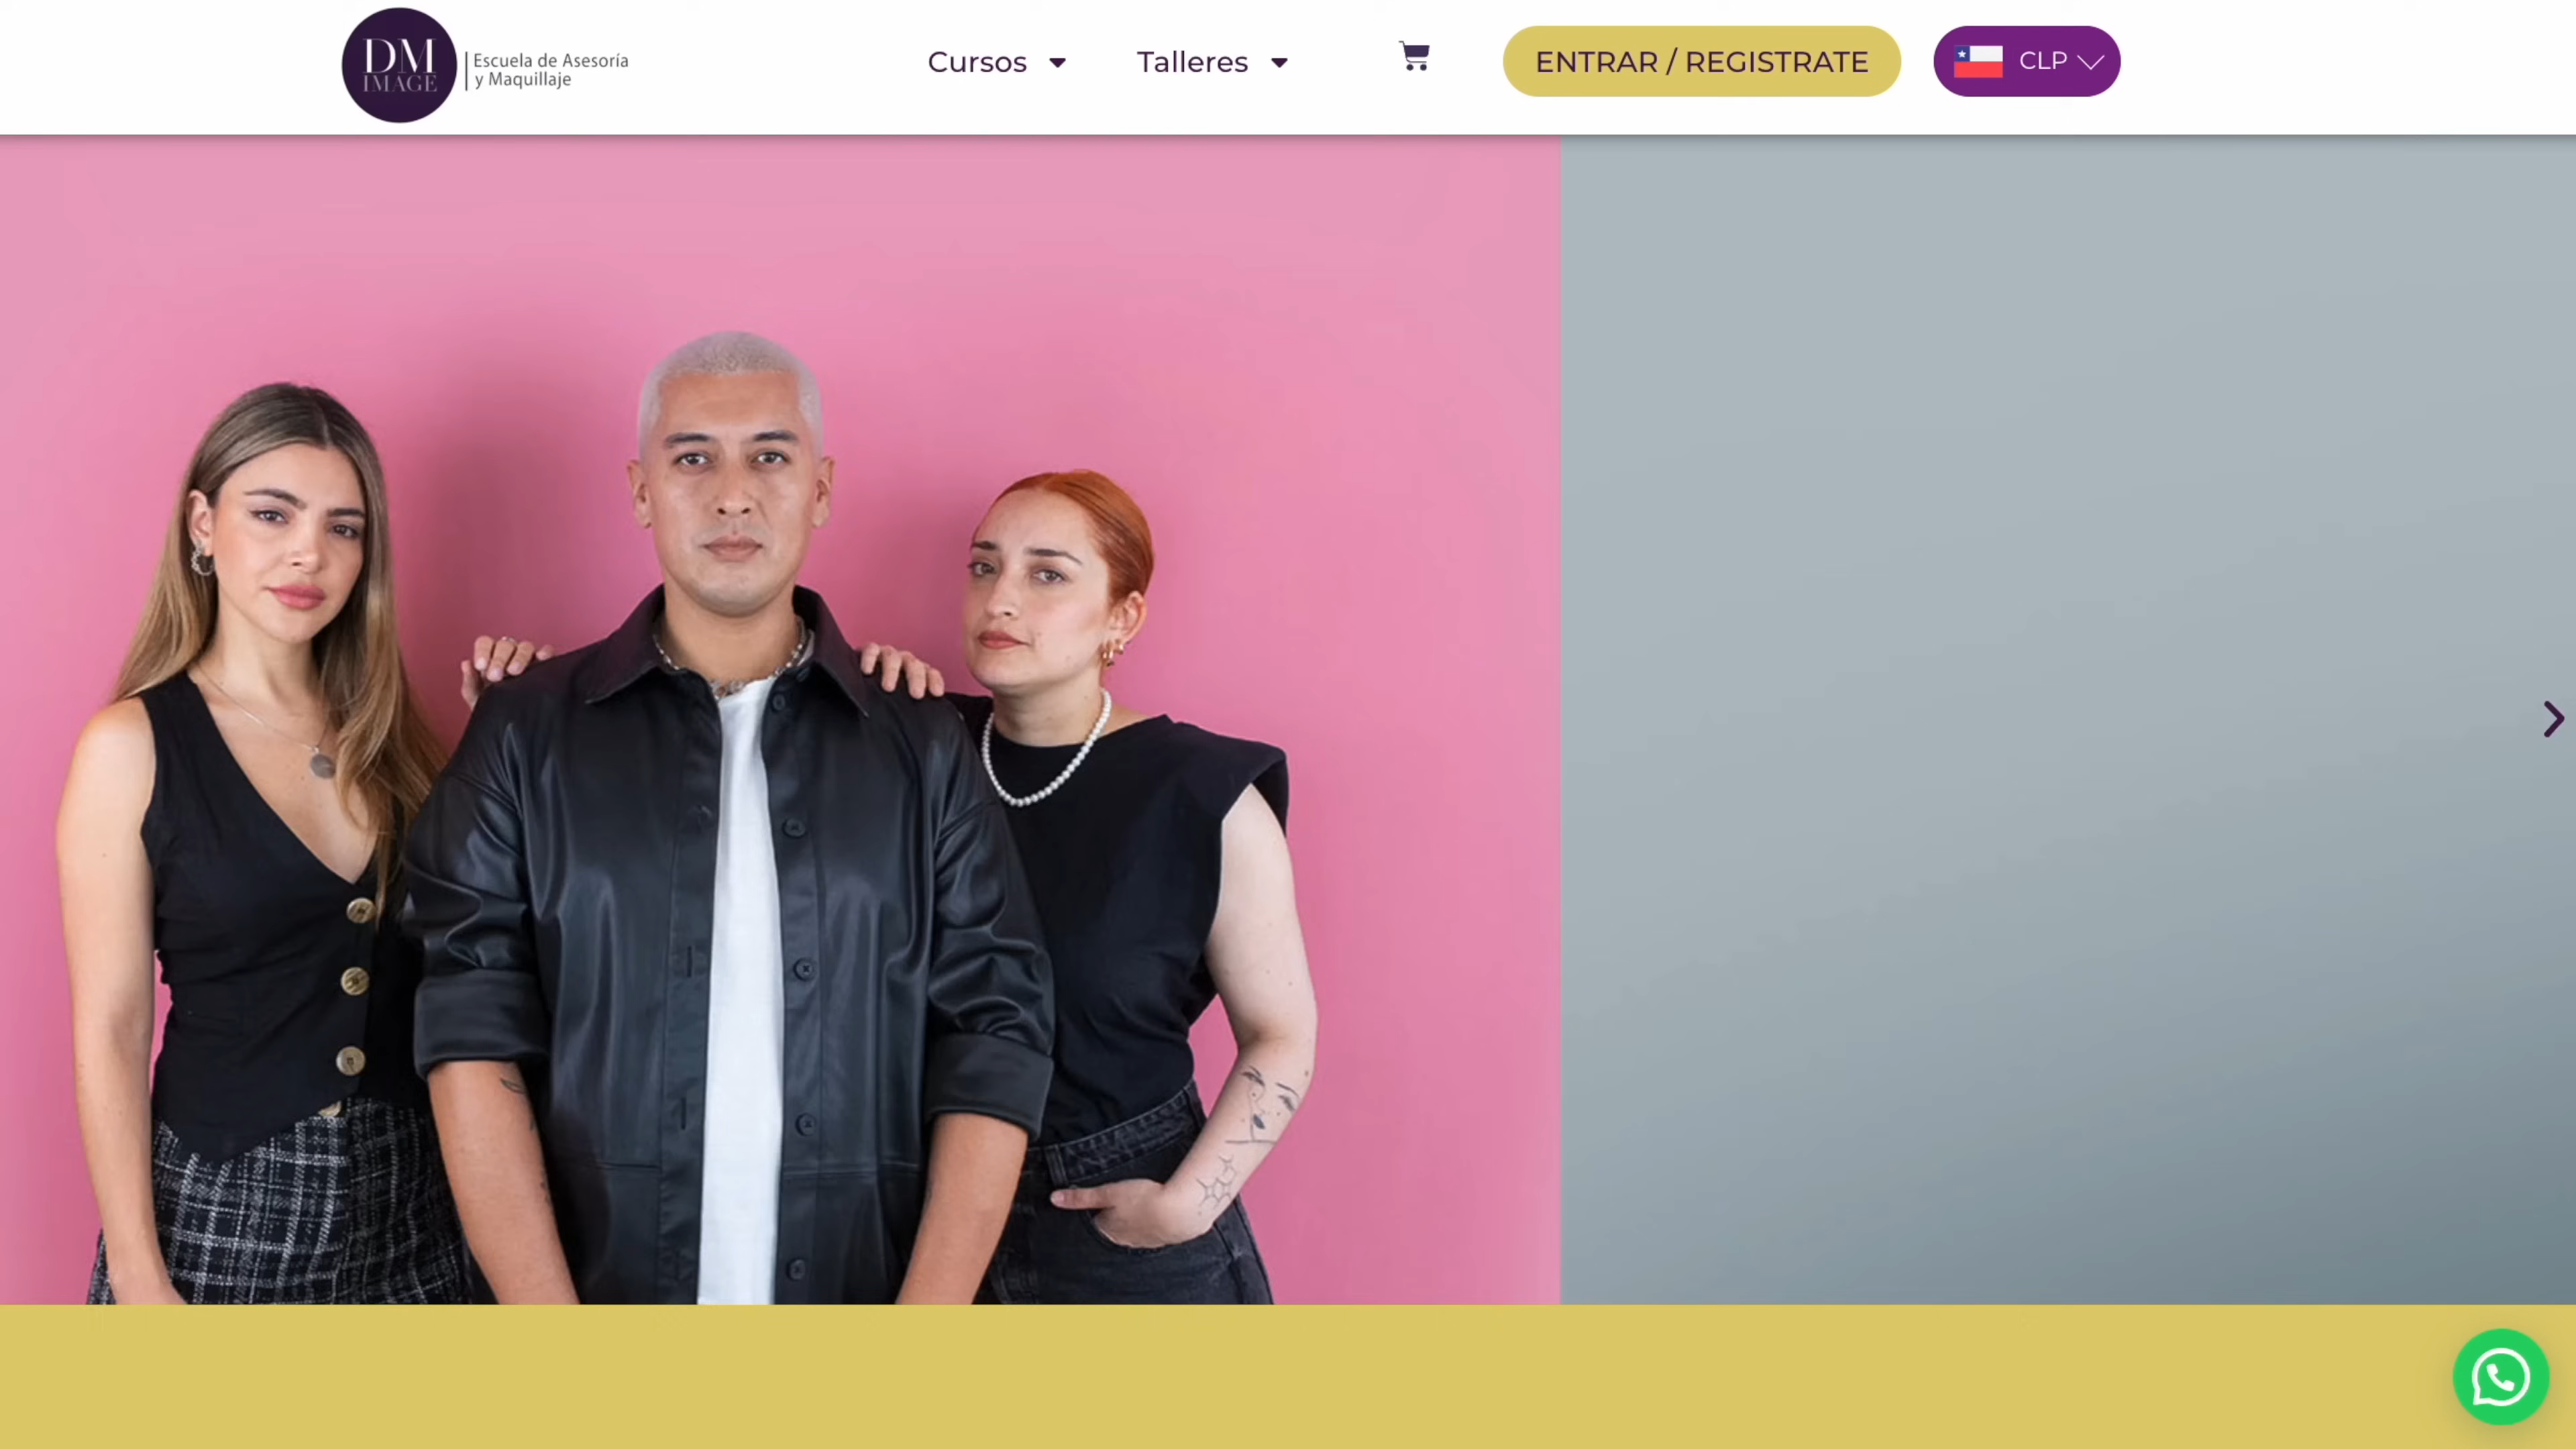 DM
IMAGE
Escuela de Asesoría
y Maquillaje
Cursos
Talleres
ENTRAR / REGISTRATE
CLP